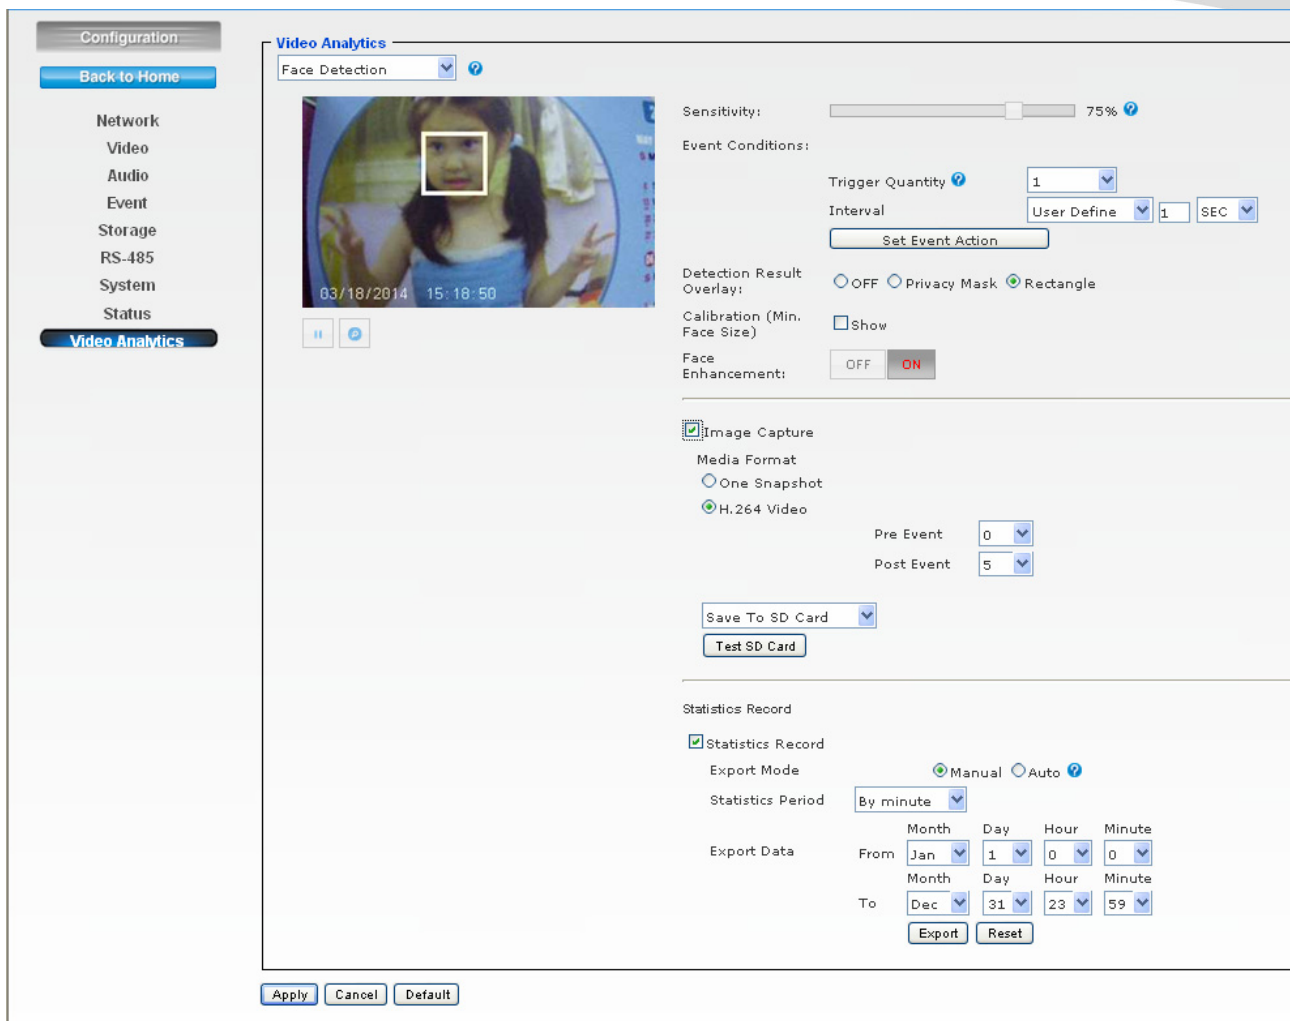 Configuration
Back to Home
Network
Video
Audio
Event
Storage
RS-485
System
Status
Video Analytics
Video Analytics
Face Detection
03/18/2014 15:18:50
Sensitivity: 75%
Event Conditions:
Trigger Quantity 1
Interval User Define 1 SEC
Set Event Action
Detection Result Overlay: OFF Privacy Mask Rectangle
Calibration (Min. Face Size) Show
Face Enhancement: OFF ON
Image Capture
Media Format
One Snapshot
H.264 Video
Pre Event 0
Post Event 5
Save To SD Card
Test SD Card
Statistics Record
Statistics Record
Export Mode Manual Auto
Statistics Period By minute
Month Day Hour Minute
Export Data From Jan 1 0 0
Month Day Hour Minute
To Dec 31 23 59
Export Reset
Apply Cancel Default